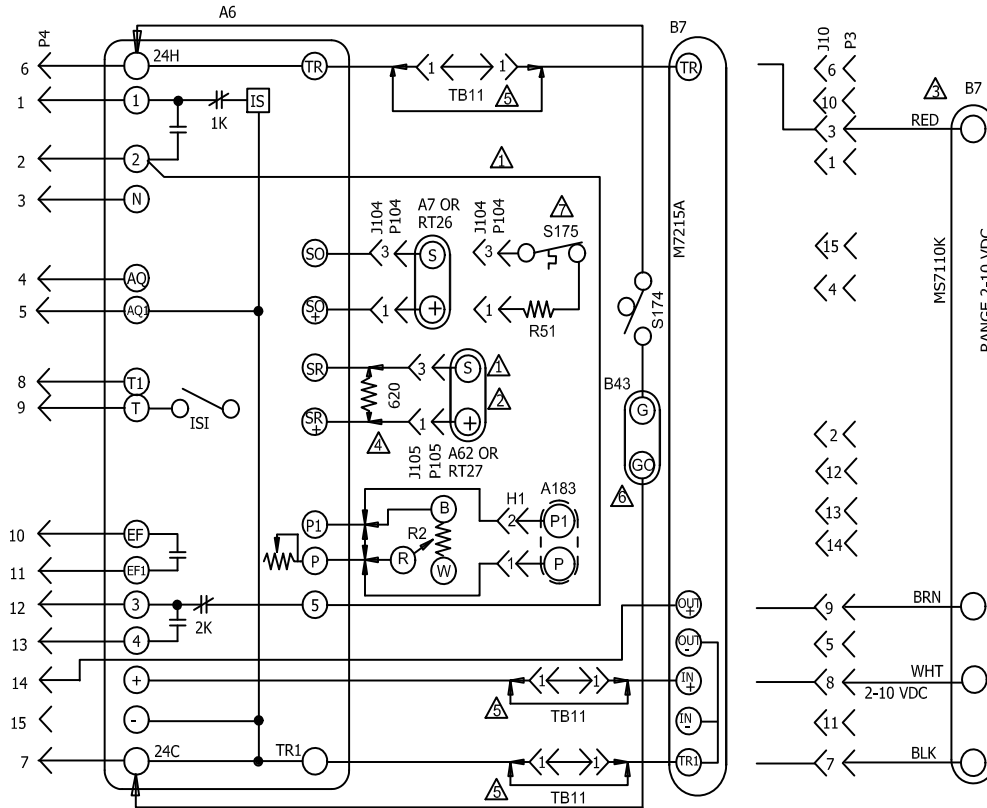 A6
B7
P4
J10
P3
6
24H
TR
1
1
TR
6
TB11
5
3
B7
1
1
IS
10
1K
3
RED
2
2
1
1
3
N
J104
P104
A7 OR
RT26
J104
P104
7
S175
M7215A
SO
3
S
3
15
4
AQ
4
5
AQ1
SO
+
1
+
1
R51
S174
MS7110K
RANGE 2-10 VDC
SR
3
S
1
8
T1
620
2
B43
9
T
ISI
SR
+
1
+
G
4
J105
P105
A62 OR
RT27
GO
2
6
12
H1
A183
B
13
10
EF
P1
R2
2
P1
14
11
EF1
P
R
W
1
P
12
3
5
OUT
+
9
BRN
2K
13
4
OUT
-
5
14
+
1
1
IN
+
8
WHT
2-10 VDC
5
TB11
15
-
IN
-
11
7
24C
TR1
1
1
TR1
7
BLK
5
TB11